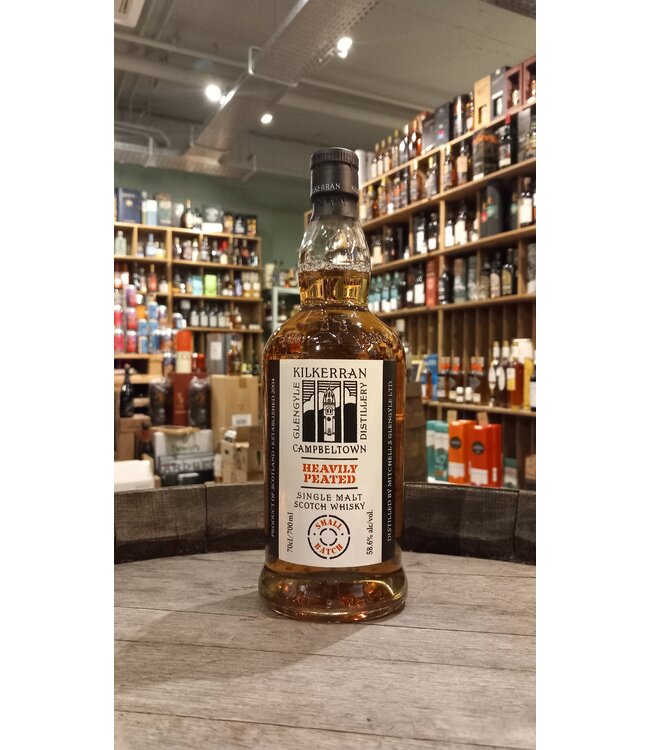 KILKERRAN
KILKERRAN
GLENGYLE
DISTILLERY
CAMPBELTOWN
HEAVILY
PEATED
SINGLE MALT
SCOTCH WHISKY
SMALL
BATCH
70cl/700ml
58.6% alc/vol.
PRODUCT OF SCOTLAND • ESTABLISHED 2004
DISTILLED BY MITCHELL'S GLENGYLE LTD.